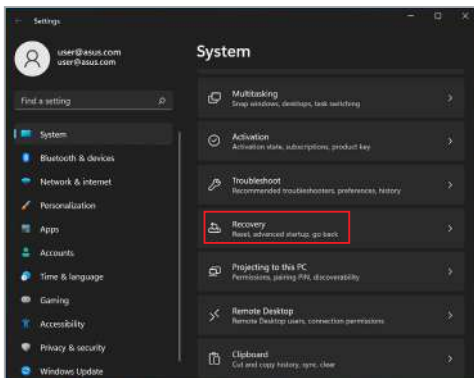 Settings
user@asus.com
user@asus.com
Find a setting
System
Bluetooth & devices
Network & internet
Personalization
Apps
Accounts
Time & language
Gaming
Accessibility
Privacy & security
Windows Update
System
Multitasking
Snap windows, desktops, task switching
Activation
Activation state, subscriptions, product key
Troubleshoot
Recommended troubleshooters, preferences, history
Recovery
Reset, advanced startup, go back
Projecting to this PC
Permissions, pairing PIN, discoverability
Remote Desktop
Remote Desktop users, connection permissions
Clipboard
Cut and copy history, sync, clear